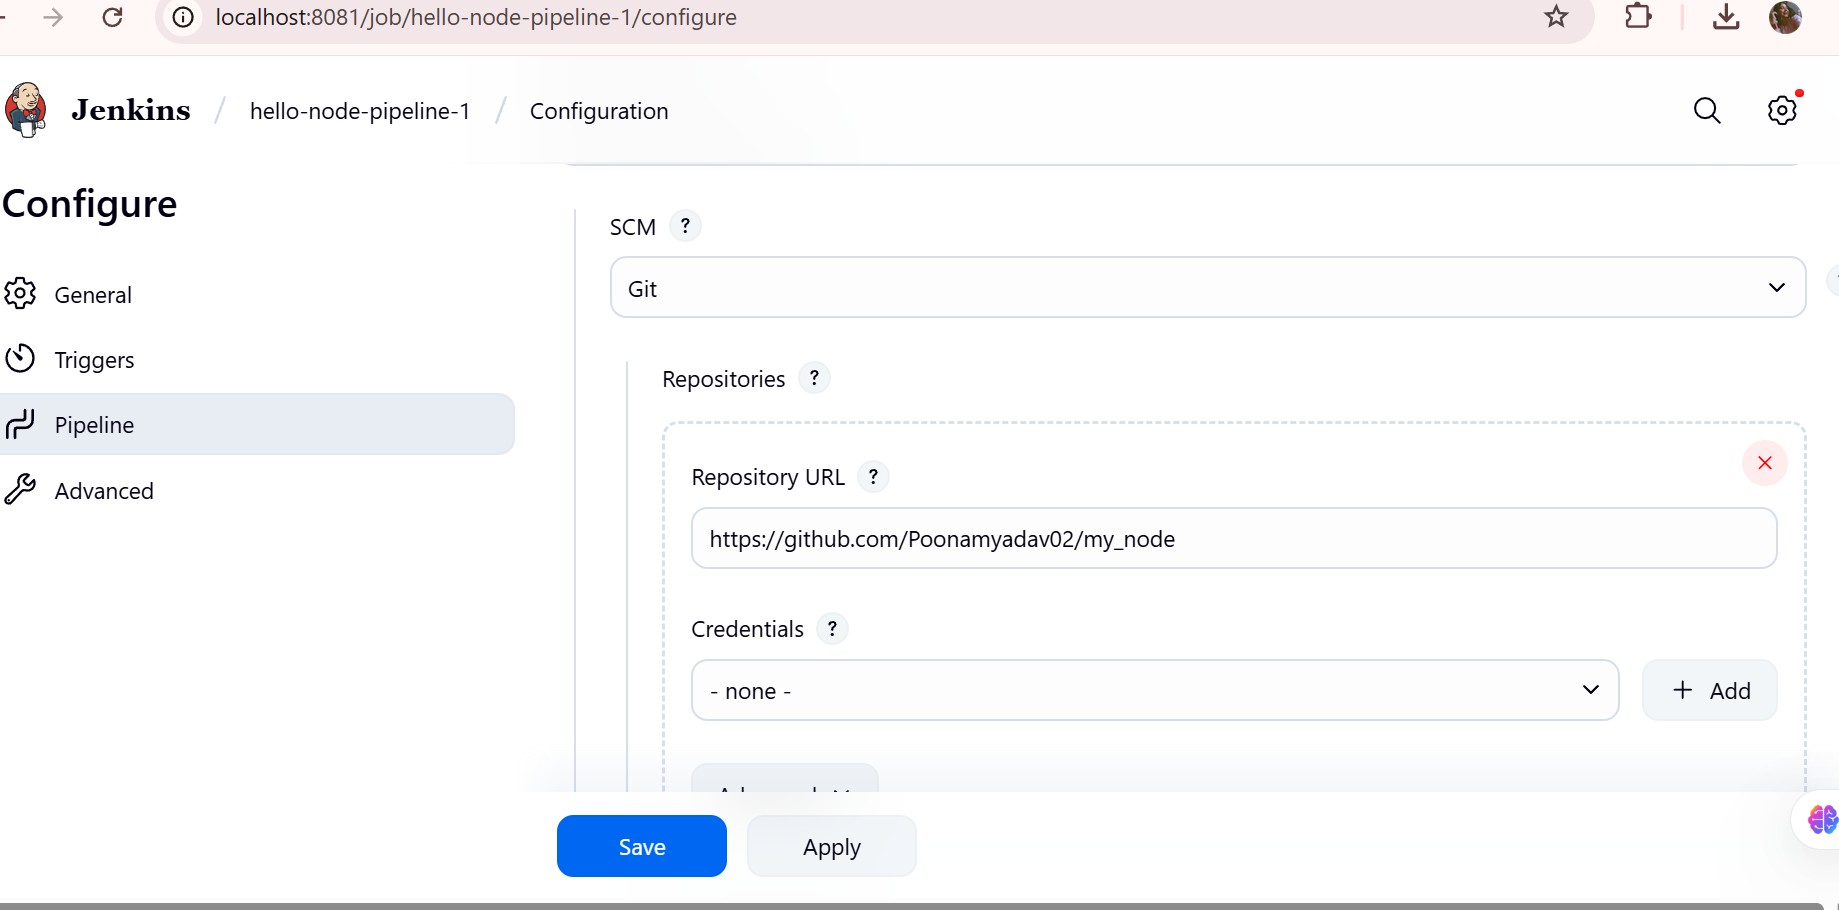 localhost:8081/job/hello-node-pipeline-1/configure
Jenkins / hello-node-pipeline-1 / Configuration
Configure
General
Triggers
Pipeline
Advanced
SCM ?
Git
Repositories ?
Repository URL ?
https://github.com/Poonamyadav02/my_node
Credentials ?
- none -
+ Add
Save
Apply